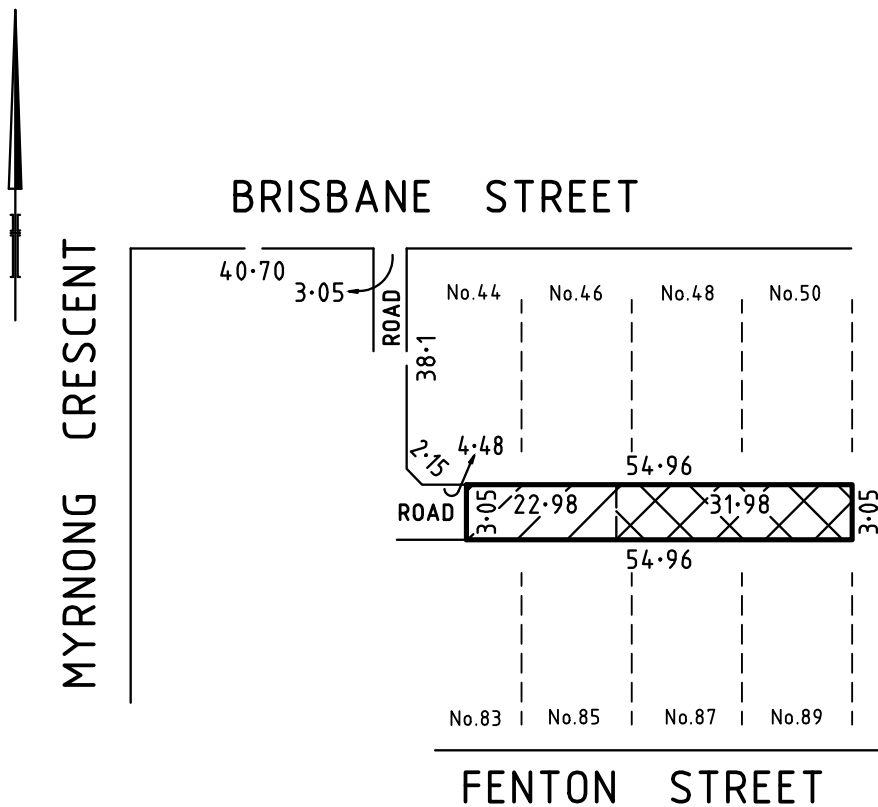 BRISBANE STREET
MYRNONG CRESCENT
40·70
3·05
ROAD
38·1
No.44
No.46
No.48
No.50
2·15
4·48
54·96
ROAD
3·05
22·98
31·98
3·05
54·96
No.83
No.85
No.87
No.89
FENTON STREET